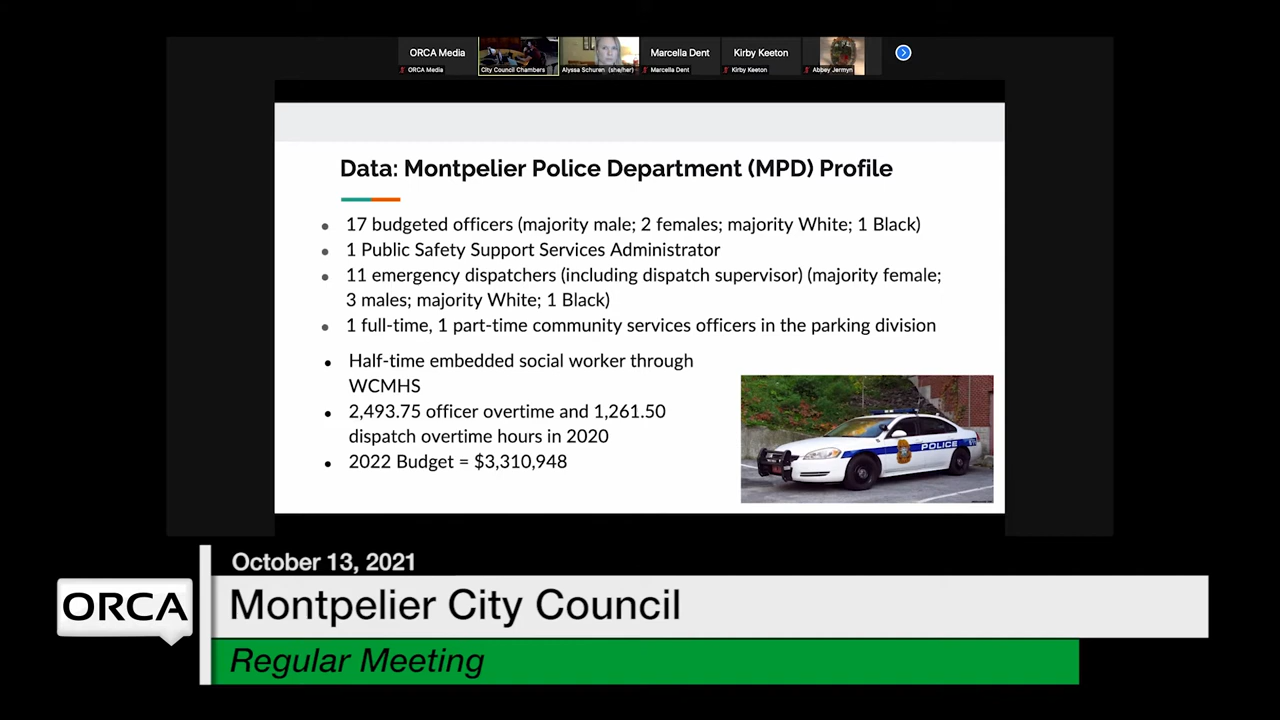 ORCA Media
Marcella Dent
Kirby Keeton
ORCA Media
City Council Chambers
Alyssa Schuren (she/her)
Marcella Dent
Kirby Keeton
Abbey Jermyn
Data: Montpelier Police Department (MPD) Profile
17 budgeted officers (majority male; 2 females; majority White; 1 Black)
1 Public Safety Support Services Administrator
11 emergency dispatchers (including dispatch supervisor) (majority female;
3 males; majority White; 1 Black)
1 full-time, 1 part-time community services officers in the parking division
Half-time embedded social worker through
WCMHS
2,493.75 officer overtime and 1,261.50
dispatch overtime hours in 2020
2022 Budget = $3,310,948
POLICE
October 13, 2021
ORCA
Montpelier City Council
Regular Meeting